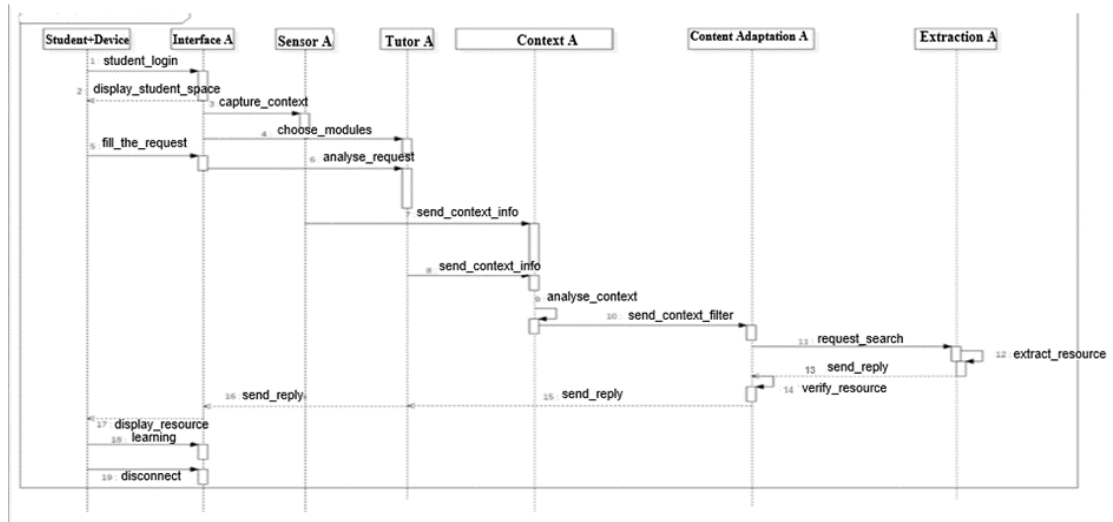 Student+Device Interface A Sensor A Tutor A Context A Content Adaptation A Extraction A
1 : student_login
2 display_student_space
3 capture_context
4 : choose_modules
5 : fill_the_request
6 : analyse_request
7 send_context_info
8 : send_context_info
9 analyse_context
10 : send_context_filter
11 : request_search
12 : extract_resource
13 send_reply
14 verify_resource
15 : send_reply
16 send_reply
17 : display_resource
18 : learning
19 : disconnect